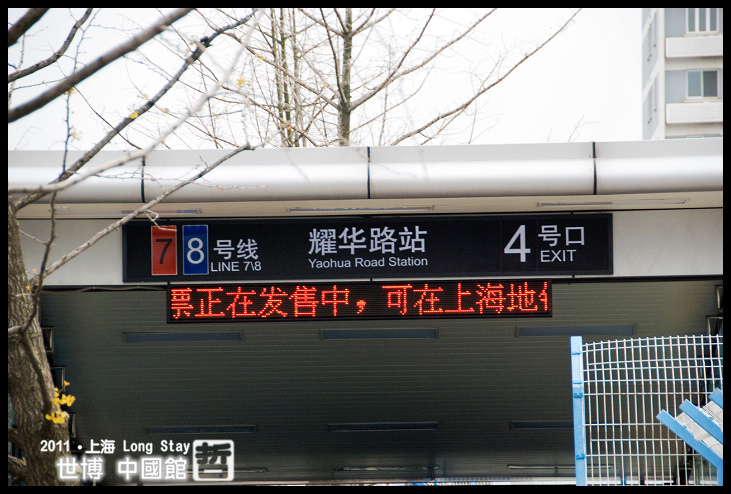 7 8 号线 LINE 7\8
耀华路站
Yaohua Road Station
4 号口 EXIT
票正在发售中，可在上海地
2011·上海 Long Stay
世博 中國館 哲